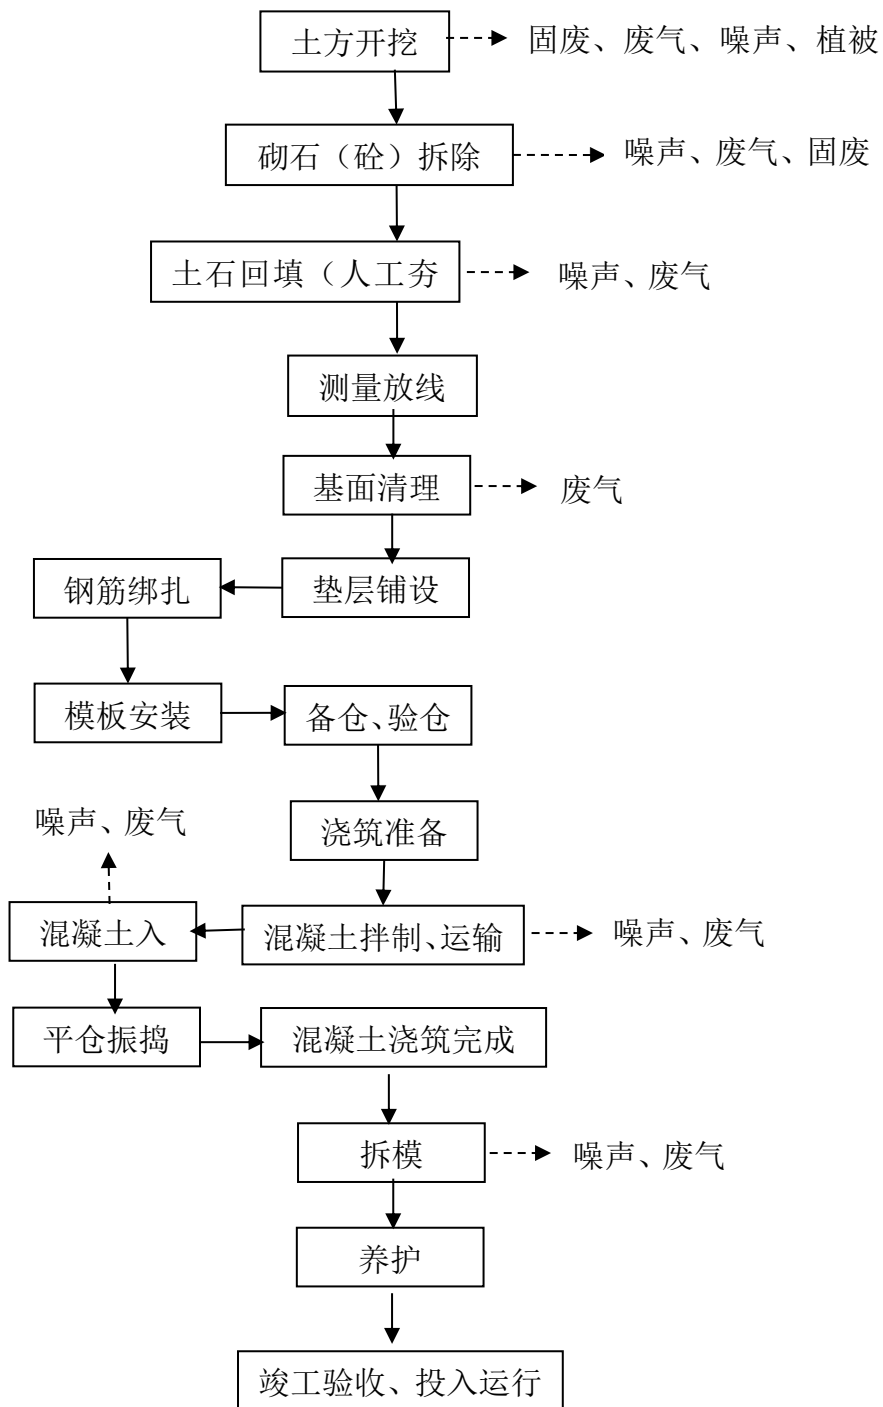 土方开挖
固废、废气、噪声、植被
砌石（砼）拆除
噪声、废气、固废
土石回填（人工夯
噪声、废气
测量放线
基面清理
废气
钢筋绑扎
垫层铺设
模板安装
备仓、验仓
噪声、废气
浇筑准备
混凝土入
混凝土拌制、运输
噪声、废气
平仓振捣
混凝土浇筑完成
拆模
噪声、废气
养护
竣工验收、投入运行